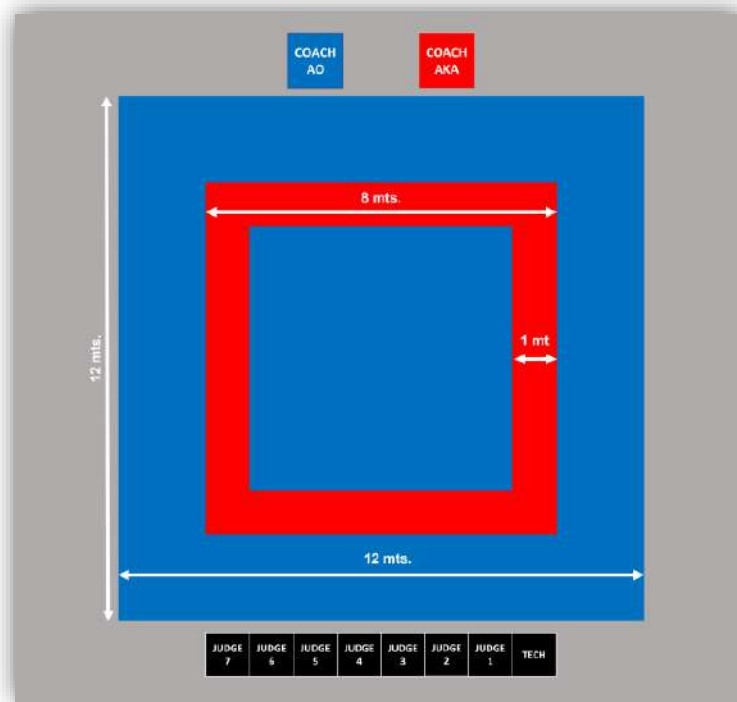 COACH
AO
COACH
AKA
8 mts.
1 mt
12 mts.
12 mts.
JUDGE
7
JUDGE
6
JUDGE
5
JUDGE
4
JUDGE
3
JUDGE
2
JUDGE
1
TECH